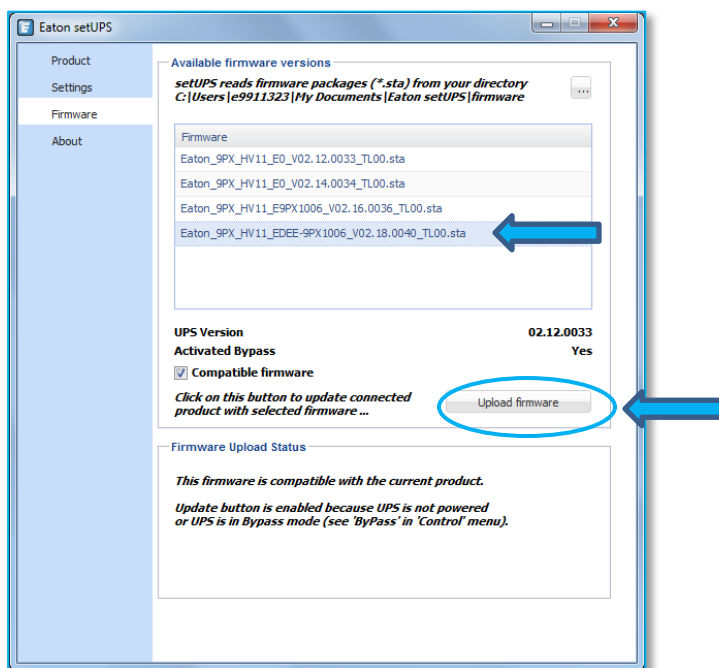 Eaton setUPS
Product
Settings
Firmware
About
Available firmware versions
setUPS reads firmware packages (*.sta) from your directory
C:\Users\e9911323\My Documents\Eaton setUPS\firmware
...
Firmware
Eaton_9PX_HV11_E0_V02.12.0033_TL00.sta
Eaton_9PX_HV11_E0_V02.14.0034_TL00.sta
Eaton_9PX_HV11_E9PX1006_V02.16.0036_TL00.sta
Eaton_9PX_HV11_EDEE-9PX1006_V02.18.0040_TL00.sta
UPS Version 02.12.0033
Activated Bypass Yes
Compatible firmware
Click on this button to update connected
product with selected firmware ...
Upload firmware
Firmware Upload Status
This firmware is compatible with the current product.
Update button is enabled because UPS is not powered
or UPS is in Bypass mode (see 'ByPass' in 'Control' menu).